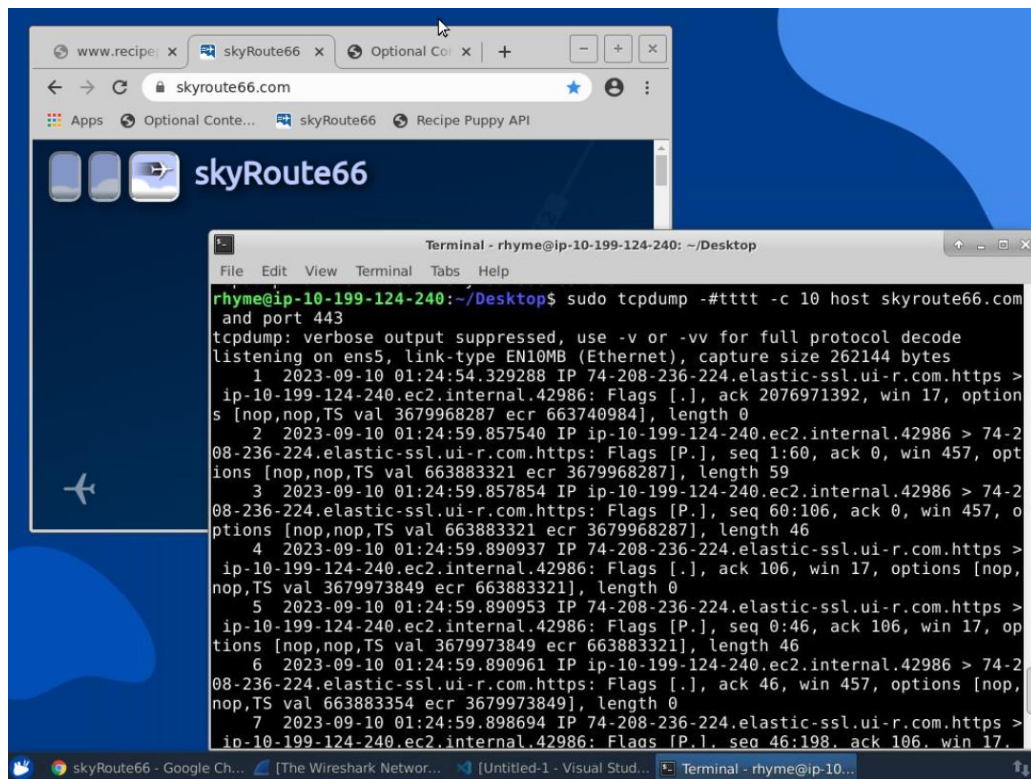 www.recipe
skyRoute66
Optional Co
skyroute66.com
Apps
Optional Conte...
skyRoute66
Recipe Puppy API
skyRoute66
Terminal - rhyme@ip-10-199-124-240: ~/Desktop
File Edit View Terminal Tabs Help
rhyme@ip-10-199-124-240:~/Desktop$ sudo tcpdump -#tttt -c 10 host skyroute66.com
and port 443
tcpdump: verbose output suppressed, use -v or -vv for full protocol decode
listening on ens5, link-type EN10MB (Ethernet), capture size 262144 bytes
1 2023-09-10 01:24:54.329288 IP 74-208-236-224.elastic-ssl.ui-r.com.https >
ip-10-199-124-240.ec2.internal.42986: Flags [.], ack 2076971392, win 17, option
s [nop,nop,TS val 3679968287 ecr 663740984], length 0
2 2023-09-10 01:24:59.857540 IP ip-10-199-124-240.ec2.internal.42986 > 74-2
08-236-224.elastic-ssl.ui-r.com.https: Flags [P.], seq 1:60, ack 0, win 457, opt
ions [nop,nop,TS val 663883321 ecr 3679968287], length 59
3 2023-09-10 01:24:59.857854 IP ip-10-199-124-240.ec2.internal.42986 > 74-2
08-236-224.elastic-ssl.ui-r.com.https: Flags [P.], seq 60:106, ack 0, win 457, o
ptions [nop,nop,TS val 663883321 ecr 3679968287], length 46
4 2023-09-10 01:24:59.890937 IP 74-208-236-224.elastic-ssl.ui-r.com.https >
ip-10-199-124-240.ec2.internal.42986: Flags [.], ack 106, win 17, options [nop,
nop,TS val 3679973849 ecr 663883321], length 0
5 2023-09-10 01:24:59.890953 IP 74-208-236-224.elastic-ssl.ui-r.com.https >
ip-10-199-124-240.ec2.internal.42986: Flags [P.], seq 0:46, ack 106, win 17, op
tions [nop,nop,TS val 3679973849 ecr 663883321], length 46
6 2023-09-10 01:24:59.890961 IP ip-10-199-124-240.ec2.internal.42986 > 74-2
08-236-224.elastic-ssl.ui-r.com.https: Flags [.], ack 46, win 457, options [nop,
nop,TS val 663883354 ecr 3679973849], length 0
7 2023-09-10 01:24:59.898694 IP 74-208-236-224.elastic-ssl.ui-r.com.https >
ip-10-199-124-240.ec2.internal.42986: Flags [P.], seq 46:198, ack 106, win 17,
skyRoute66 - Google Ch...
[The Wireshark Networ...
[Untitled-1 - Visual Stud...
Terminal - rhyme@ip-10...